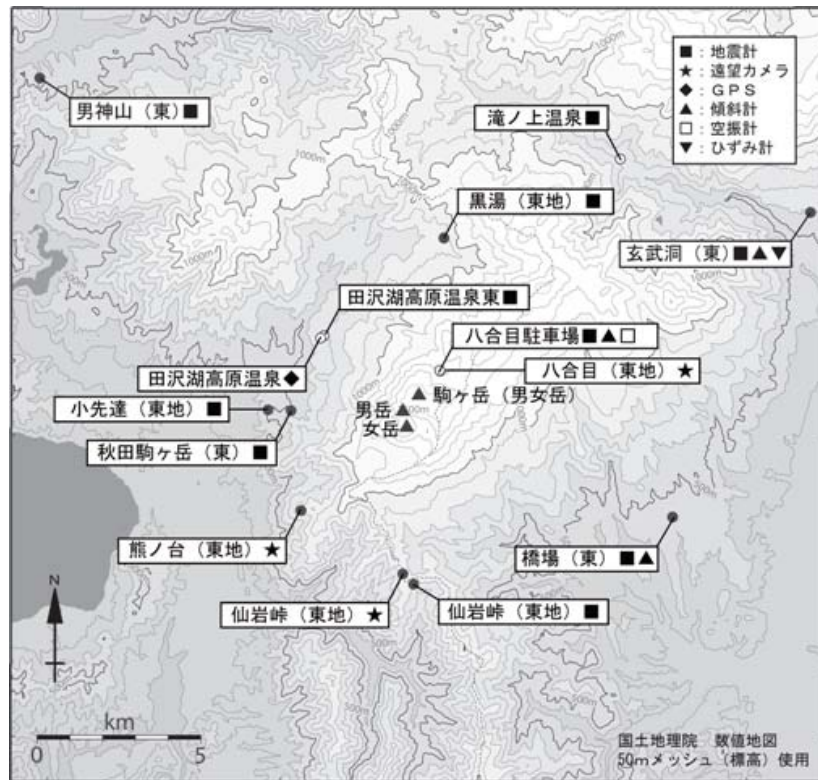 ■：地震計
★：遠望カメラ
◆：ＧＰＳ
▲：傾斜計
□：空振計
▼：ひずみ計
男神山（東）■
滝ノ上温泉■
黒湯（東地）■
玄武洞（東）■▲▼
田沢湖高原温泉東■
八合目駐車場■▲□
八合目（東地）★
田沢湖高原温泉◆
駒ヶ岳（男女岳）
小先達（東地）■
男岳
女岳
秋田駒ヶ岳（東）■
熊ノ台（東地）★
橋場（東）■▲
仙岩峠（東地）★
仙岩峠（東地）■
N
km
0 5
国土地理院　数値地図
50mメッシュ（標高）使用
1000m
1000m
1000m
1000m
500m
500m